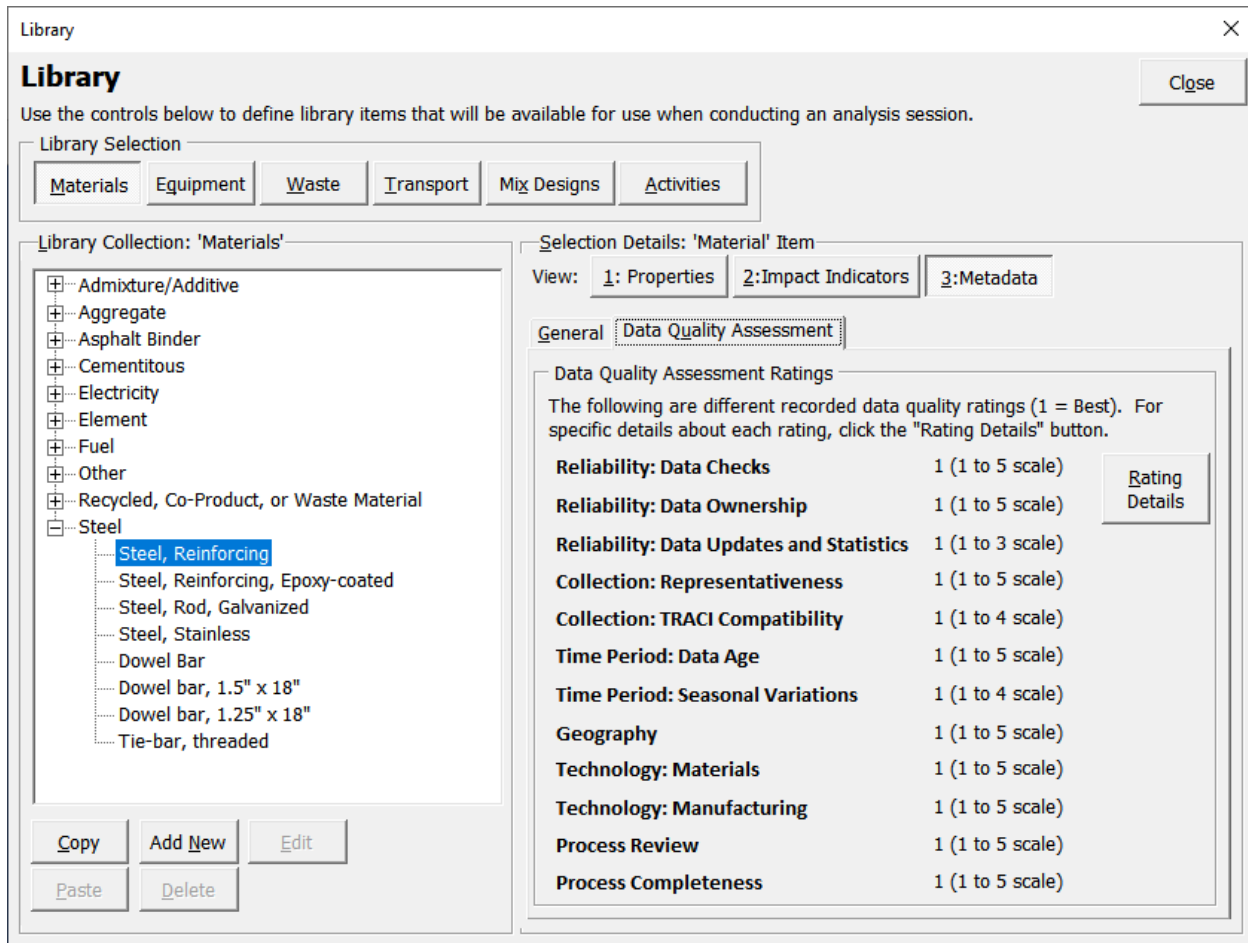 Library
Library
Close
Use the controls below to define library items that will be available for use when conducting an analysis session.
Library Selection
Materials
Equipment
Waste
Transport
Mix Designs
Activities
Library Collection: 'Materials'
Admixture/Additive
Aggregate
Asphalt Binder
Cementitous
Electricity
Element
Fuel
Other
Recycled, Co-Product, or Waste Material
Steel
Steel, Reinforcing
Steel, Reinforcing, Epoxy-coated
Steel, Rod, Galvanized
Steel, Stainless
Dowel Bar
Dowel bar, 1.5" x 18"
Dowel bar, 1.25" x 18"
Tie-bar, threaded
Copy
Add New
Edit
Paste
Delete
Selection Details: 'Material' Item
View:
1: Properties
2:Impact Indicators
3:Metadata
General
Data Quality Assessment
Data Quality Assessment Ratings
The following are different recorded data quality ratings (1 = Best). For
specific details about each rating, click the "Rating Details" button.
Reliability: Data Checks 1 (1 to 5 scale)
Reliability: Data Ownership 1 (1 to 5 scale)
Reliability: Data Updates and Statistics 1 (1 to 3 scale)
Collection: Representativeness 1 (1 to 5 scale)
Collection: TRACI Compatibility 1 (1 to 4 scale)
Time Period: Data Age 1 (1 to 5 scale)
Time Period: Seasonal Variations 1 (1 to 4 scale)
Geography 1 (1 to 5 scale)
Technology: Materials 1 (1 to 5 scale)
Technology: Manufacturing 1 (1 to 5 scale)
Process Review 1 (1 to 5 scale)
Process Completeness 1 (1 to 5 scale)
Rating
Details